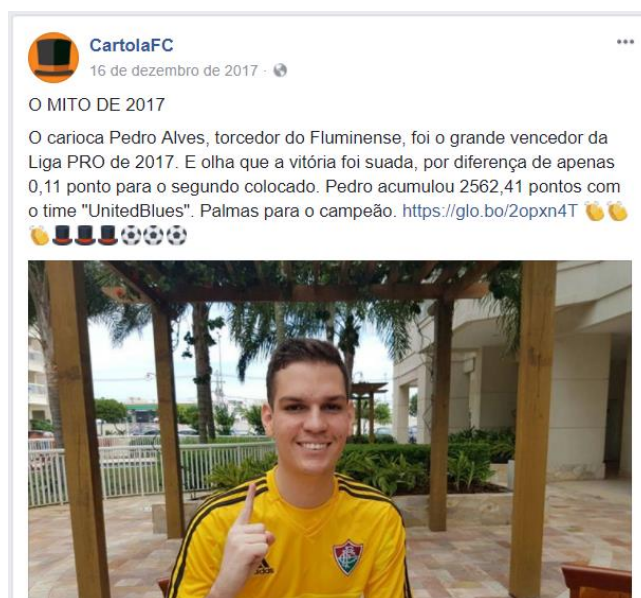 CartolaFC
16 de dezembro de 2017 ·
O MITO DE 2017
O carioca Pedro Alves, torcedor do Fluminense, foi o grande vencedor da
Liga PRO de 2017. E olha que a vitória foi suada, por diferença de apenas
0,11 ponto para o segundo colocado. Pedro acumulou 2562,41 pontos com
o time "UnitedBlues". Palmas para o campeão. https://glo.bo/2opxn4T 👏👏
👏🎩🎩🎩⚽⚽⚽
adidas